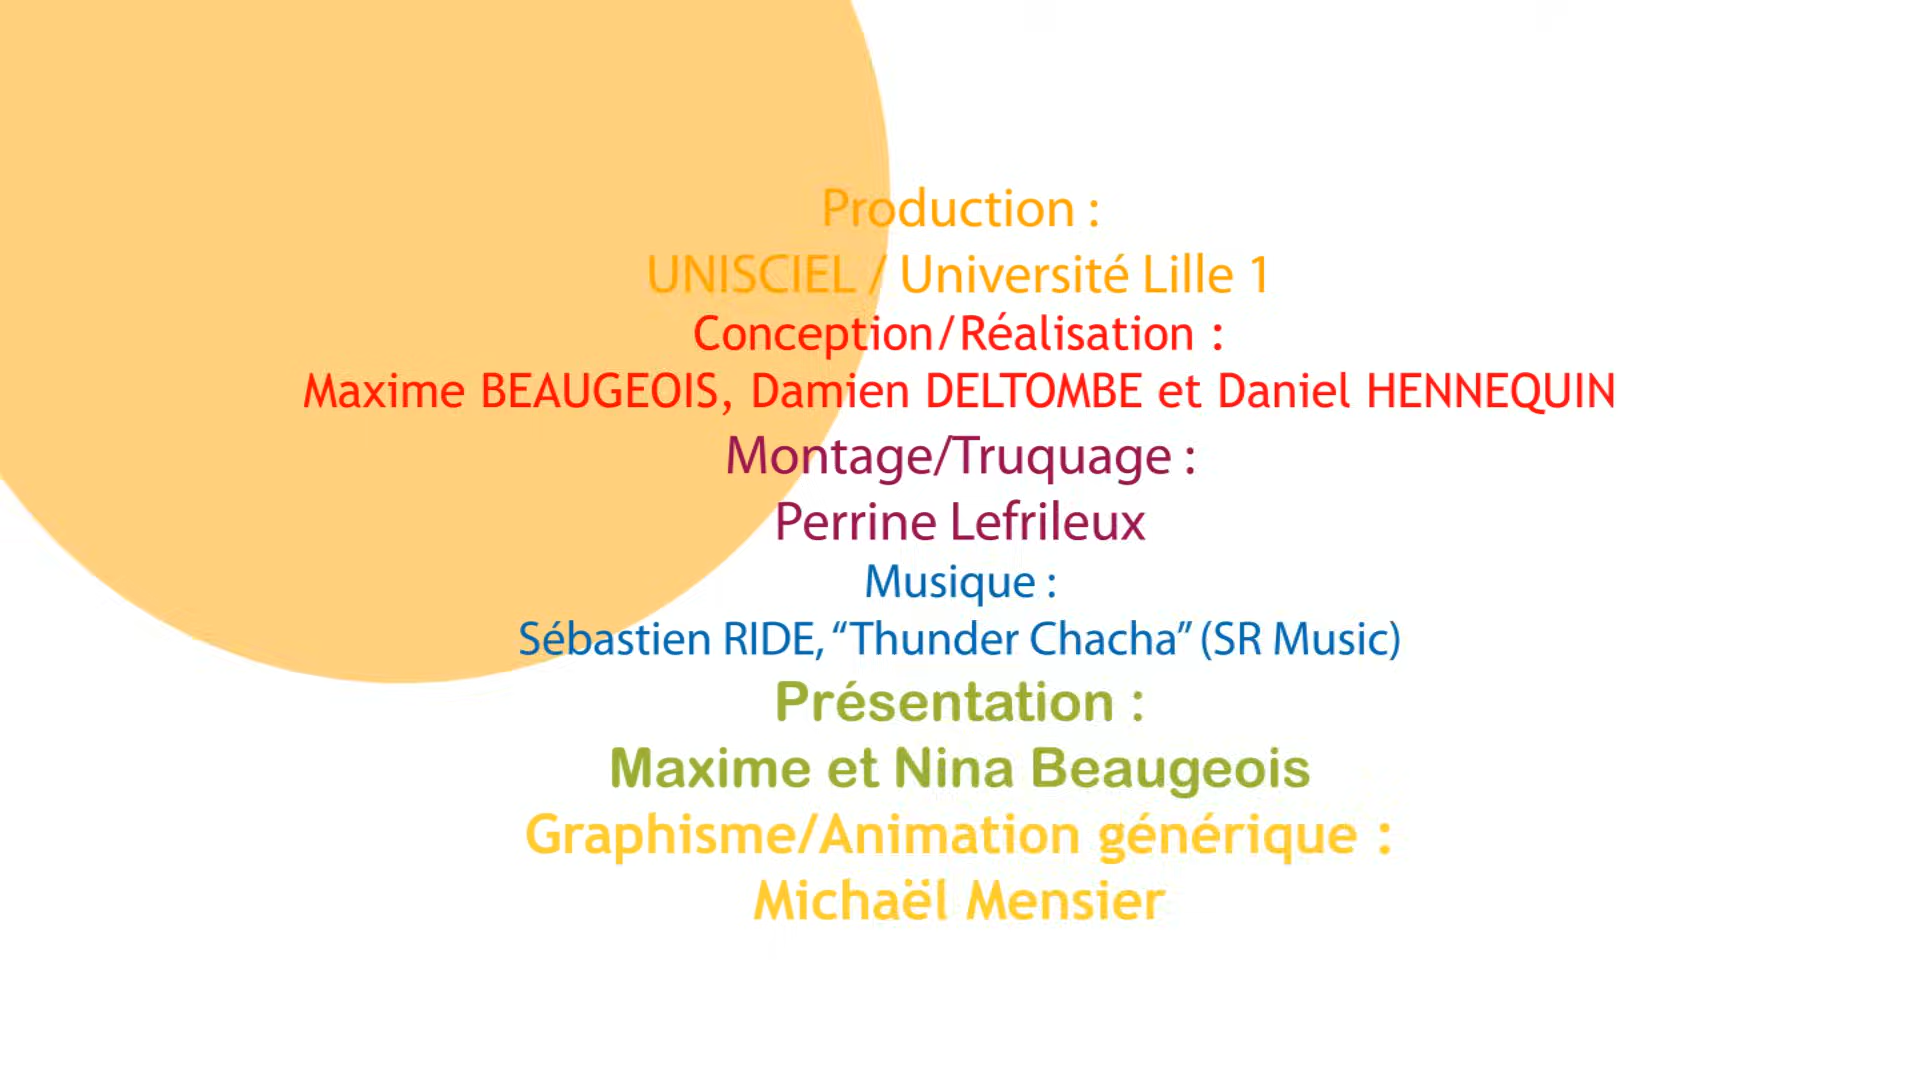 Production :
UNISCIEL / Université Lille 1
Conception/Réalisation :
Maxime BEAUGEOIS, Damien DELTOMBE et Daniel HENNEQUIN
Montage/Truquage :
Perrine Lefrileux
Musique :
Sébastien RIDE, “Thunder Chacha” (SR Music)
Présentation :
Maxime et Nina Beaugeois
Graphisme/Animation générique :
Michaël Mensier